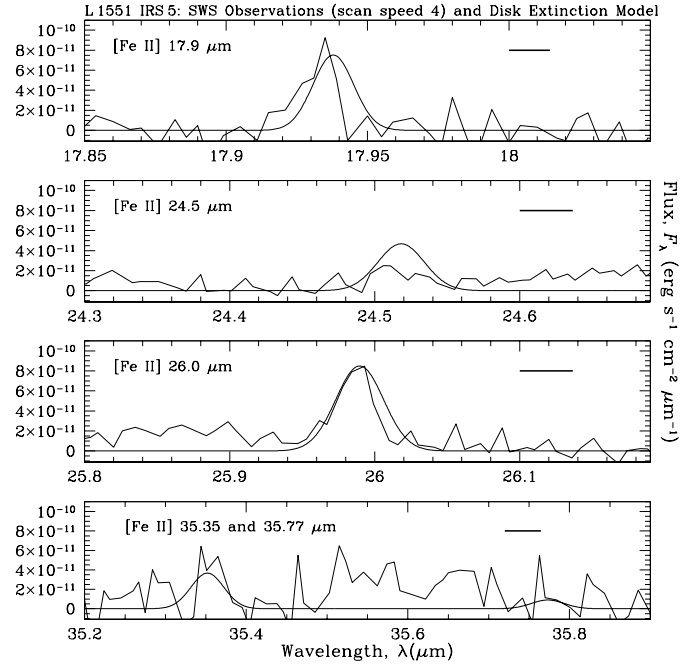 L1551 IRS5: SWS Observations (scan speed 4) and Disk Extinction Model
10⁻¹⁰
8×10⁻¹¹
6×10⁻¹¹
4×10⁻¹¹
2×10⁻¹¹
0
[Fe II] 17.9 μm
17.85 17.9 17.95 18
10⁻¹⁰
8×10⁻¹¹
6×10⁻¹¹
4×10⁻¹¹
2×10⁻¹¹
0
[Fe II] 24.5 μm
24.3 24.4 24.5 24.6
10⁻¹⁰
8×10⁻¹¹
6×10⁻¹¹
4×10⁻¹¹
2×10⁻¹¹
0
[Fe II] 26.0 μm
25.8 25.9 26 26.1
10⁻¹⁰
8×10⁻¹¹
6×10⁻¹¹
4×10⁻¹¹
2×10⁻¹¹
0
[Fe II] 35.35 and 35.77 μm
35.2 35.4 35.6 35.8
Wavelength, λ(μm)
Flux, F_λ (erg s⁻¹ cm⁻² μm⁻¹)